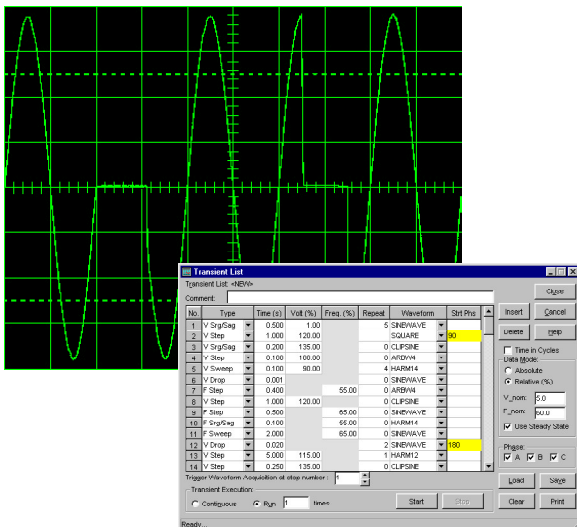 Transient List
Transient List: <NEW>
Close
Comment:
Insert
Cancel
Delete
Help
No. Type Time (s) Volt (%) Freq. (%) Repeat Waveform Strt Phs
1 V Srg/Sag 0.500 1.00 5 SINEWAVE
2 V Step 1.000 120.00 SQUARE 90
3 V Srg/Sag 0.200 135.00 0 CLIPSINE
4 V Step 0.100 100.00 0 ARBW4
5 V Sweep 0.100 90.00 4 HARM14
6 V Drop 0.001 0 SINEWAVE
7 F Step 0.400 55.00 0 ARBW4
8 V Step 1.000 120.00 0 CLIPSINE
9 F Step 0.500 65.00 0 SINEWAVE
10 F Srg/Sag 0.100 55.00 0 HARM14
11 F Sweep 2.000 65.00 0 SINEWAVE
12 V Drop 0.020 2 SINEWAVE 180
13 V Step 5.000 115.00 1 HARM12
14 V Step 0.250 135.00 0 CLIPSINE
Time in Cycles
Data Mode:
Absolute
Relative (%)
V_nom: 5.0
F_nom: 60.0
Use Steady State
Phase:
A B C
Trigger Waveform Acquisition at step number: 1
Load
Save
Transient Execution:
Continuous Run 1 times
Start
Stop
Clear
Print
Ready...